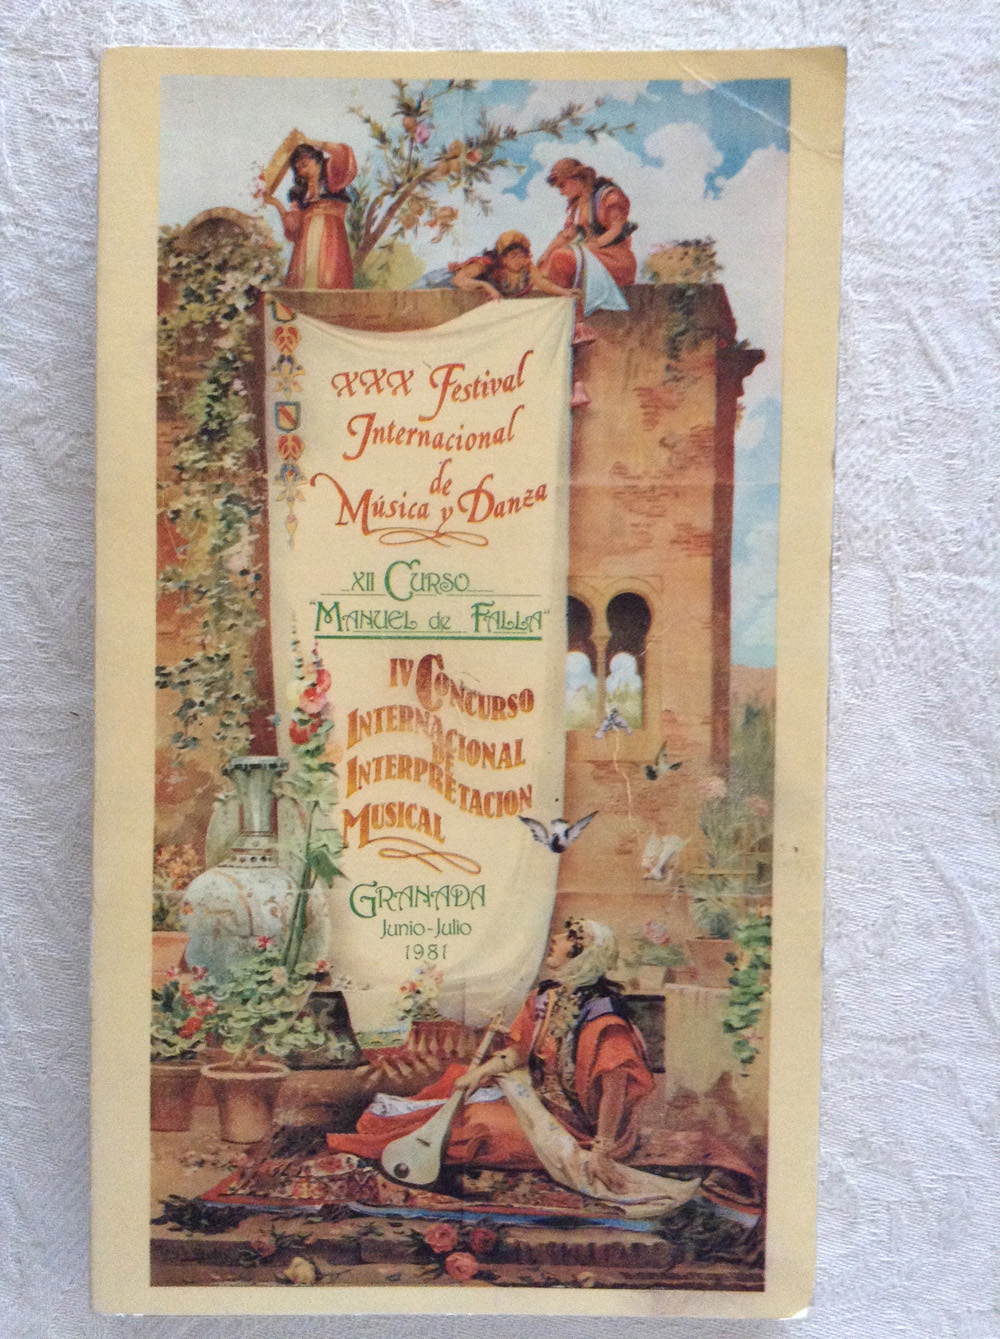 XXX Festival
Internacional
de
Música y Danza
XII CURSO
"MANUEL de FALLA"
IV CONCURSO
INTERNACIONAL
DE
INTERPRETACION
MUSICAL
GRANADA
Junio-Julio
1981